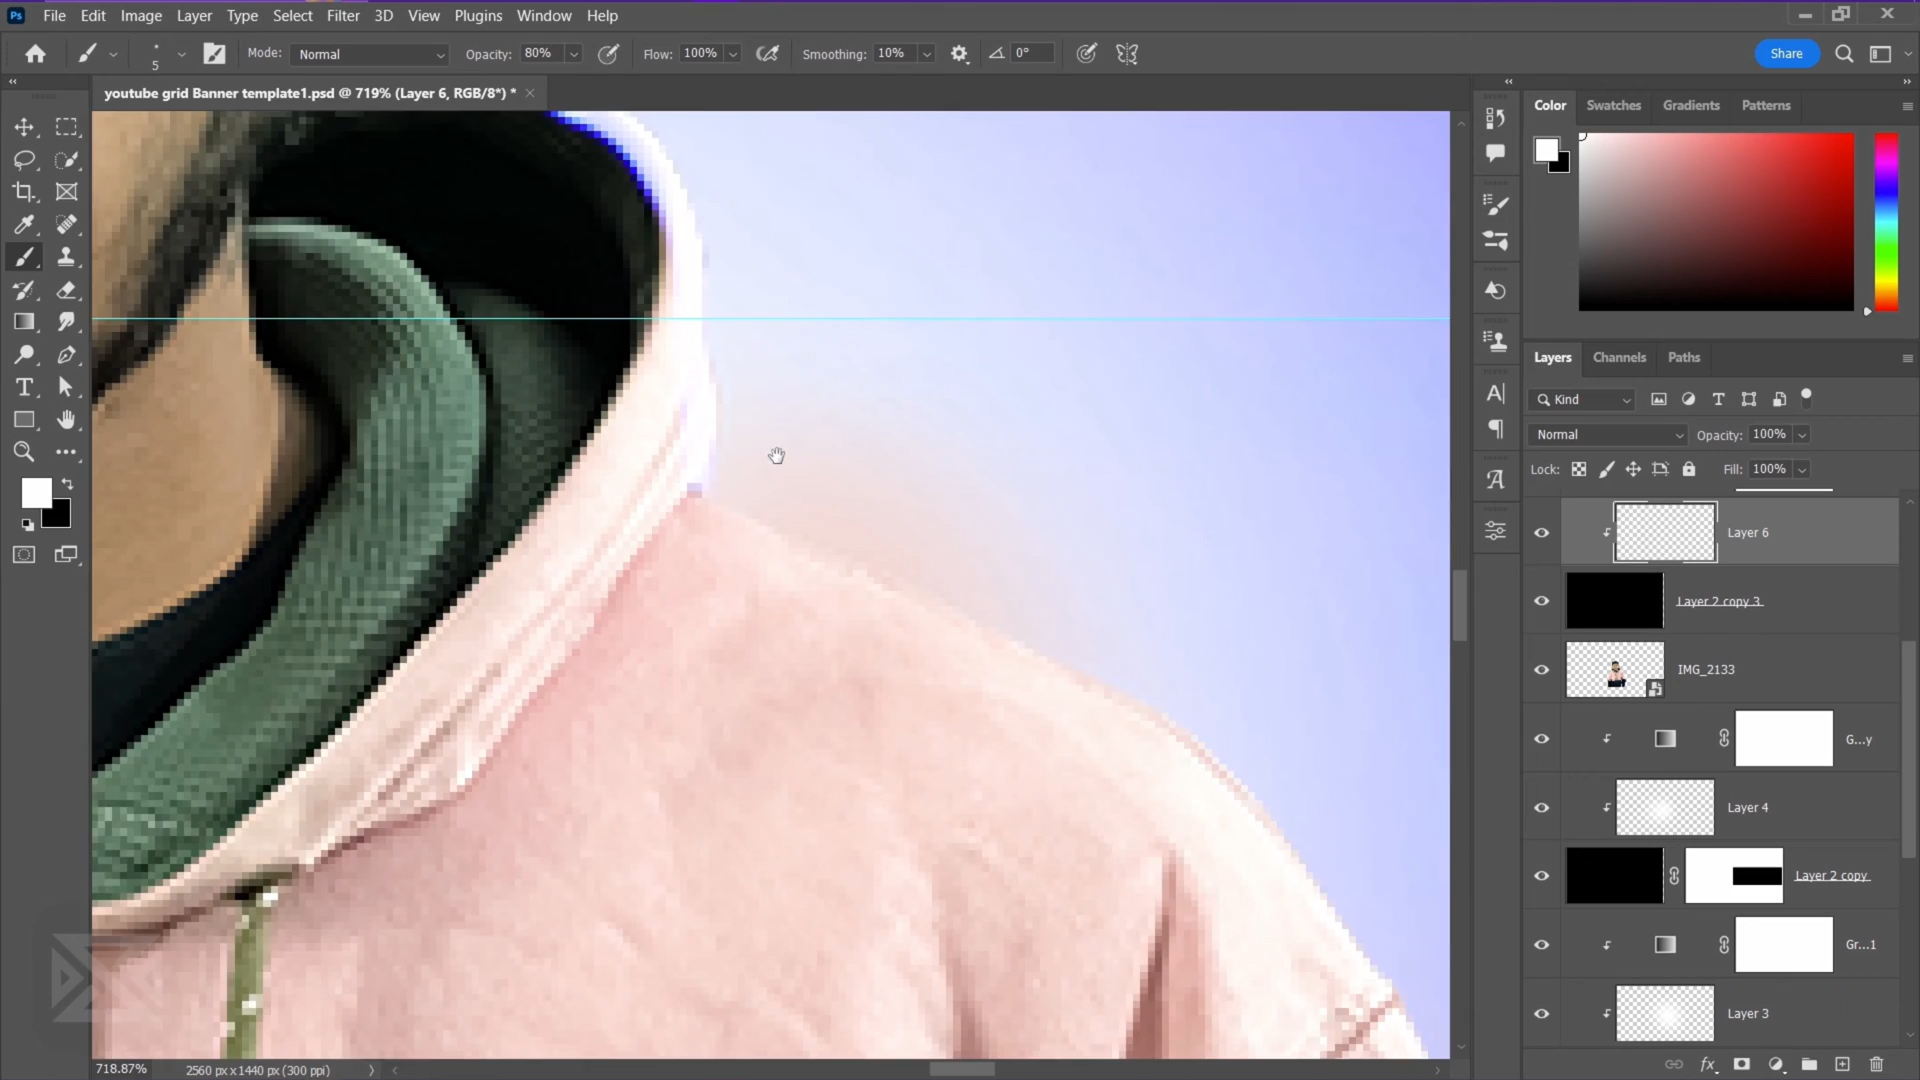 Ps File Edit Image Layer Type Select Filter 3D View Plugins Window Help
5 Mode: Normal Opacity: 80% Flow: 100% Smoothing: 10% 0° Share
youtube grid Banner template1.psd @ 719% (Layer 6, RGB/8*) *
Color Swatches Gradients Patterns
Layers Channels Paths
Kind
Normal Opacity: 100%
Lock: Fill: 100%
Layer 6
Layer 2 copy 3
IMG_2133
G...y
Layer 4
Layer 2 copy
Gr...1
Layer 3
718.87% 2560 px x 1440 px (300 ppi)